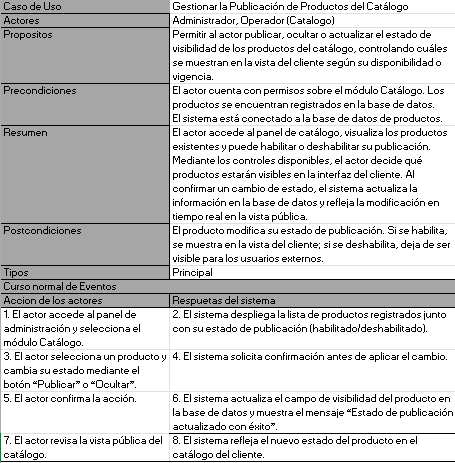 Caso de Uso Gestionar la Publicación de Productos del Catálogo
Actores Administrador, Operador (Catalogo)
Propositos Permitir al actor publicar, ocultar o actualizar el estado de
visibilidad de los productos del catálogo, controlando cuáles
se muestran en la vista del cliente según su disponibilidad o
vigencia.
Precondiciones El actor cuenta con permisos sobre el módulo Catálogo. Los
productos se encuentran registrados en la base de datos.
El sistema está conectado a la base de datos de productos.
Resumen El actor accede al panel de catálogo, visualiza los productos
existentes y puede habilitar o deshabilitar su publicación.
Mediante los controles disponibles, el actor decide qué
productos estarán visibles en la interfaz del cliente. Al
confirmar un cambio de estado, el sistema actualiza la
información en la base de datos y refleja la modificación en
tiempo real en la vista pública.
Postcondiciones El producto modifica su estado de publicación. Si se habilita,
se muestra en la vista del cliente; si se deshabilita, deja de ser
visible para los usuarios externos.
Tipos Principal
Curso normal de Eventos
Accion de los actores Respuetas del sistema
1. El actor accede al panel de
administración y selecciona el
módulo Catálogo.
2. El sistema despliega la lista de productos registrados junto
con su estado de publicación (habilitado/deshabilitado).
3. El actor selecciona un producto y
cambia su estado mediante el
botón “Publicar” o “Ocultar”.
4. El sistema solicita confirmación antes de aplicar el cambio.
5. El actor confirma la acción.
6. El sistema actualiza el campo de visibilidad del producto en
la base de datos y muestra el mensaje “Estado de publicación
actualizado con éxito”.
7. El actor revisa la vista pública del
catálogo.
8. El sistema refleja el nuevo estado del producto en el
catálogo del cliente.